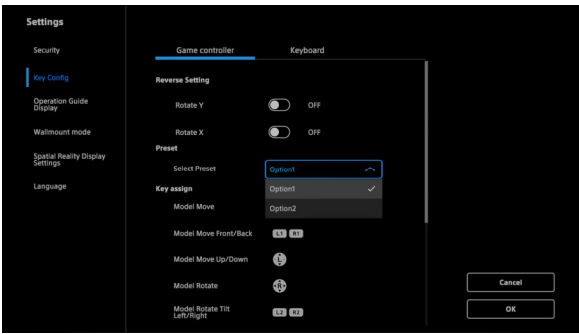 Settings
Security
Key Config
Operation Guide
Display
Wallmount mode
Spatial Reality Display
Settings
Language
Game controller
Keyboard
Reverse Setting
Rotate Y
OFF
Rotate X
OFF
Preset
Select Preset
Option1
Option1
Option2
Key assign
Model Move
Model Move Front/Back
L1 R1
Model Move Up/Down
L
Model Rotate
R
Model Rotate Tilt
Left/Right
L2 R2
Cancel
OK